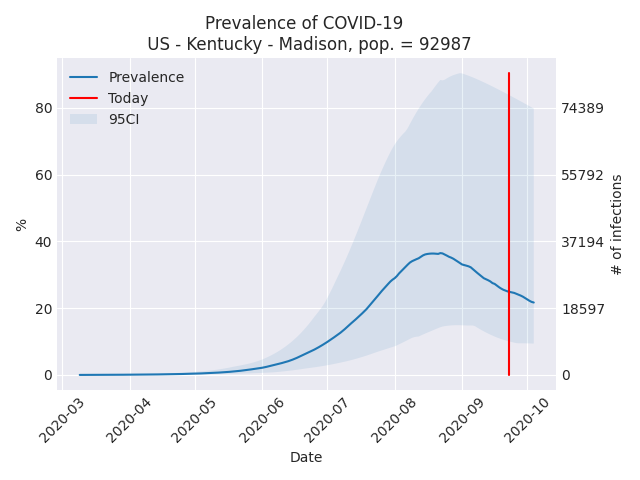 Prevalence of COVID-19
US - Kentucky - Madison, pop. = 92987
Prevalence
Today
95CI
80
60
40
20
0
%
74389
55792
37194
18597
0
# of infections
2020-03
2020-04
2020-05
2020-06
2020-07
2020-08
2020-09
2020-10
Date